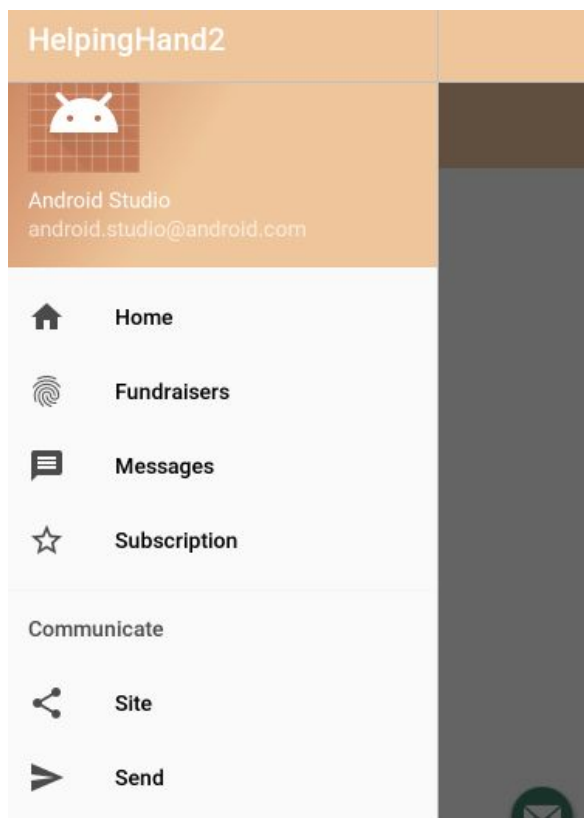 HelpingHand2
Android Studio
android.studio@android.com
Home
Fundraisers
Messages
Subscription
Communicate
Site
Send